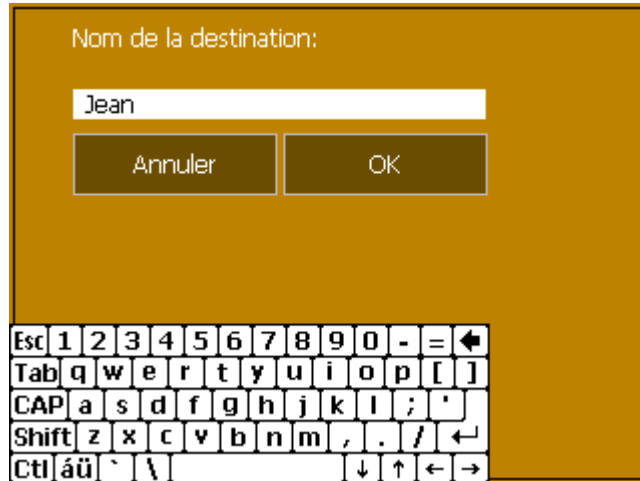 Nom de la destination:
Jean
Annuler OK
Esc 1 2 3 4 5 6 7 8 9 0 - = 🡸
Tab q w e r t y u i o p [ ]
CAP a s d f g h j k l ; '
Shift z x c v b n m , . / ↵
Ctl áü ` \ ↓ ↑ ← →